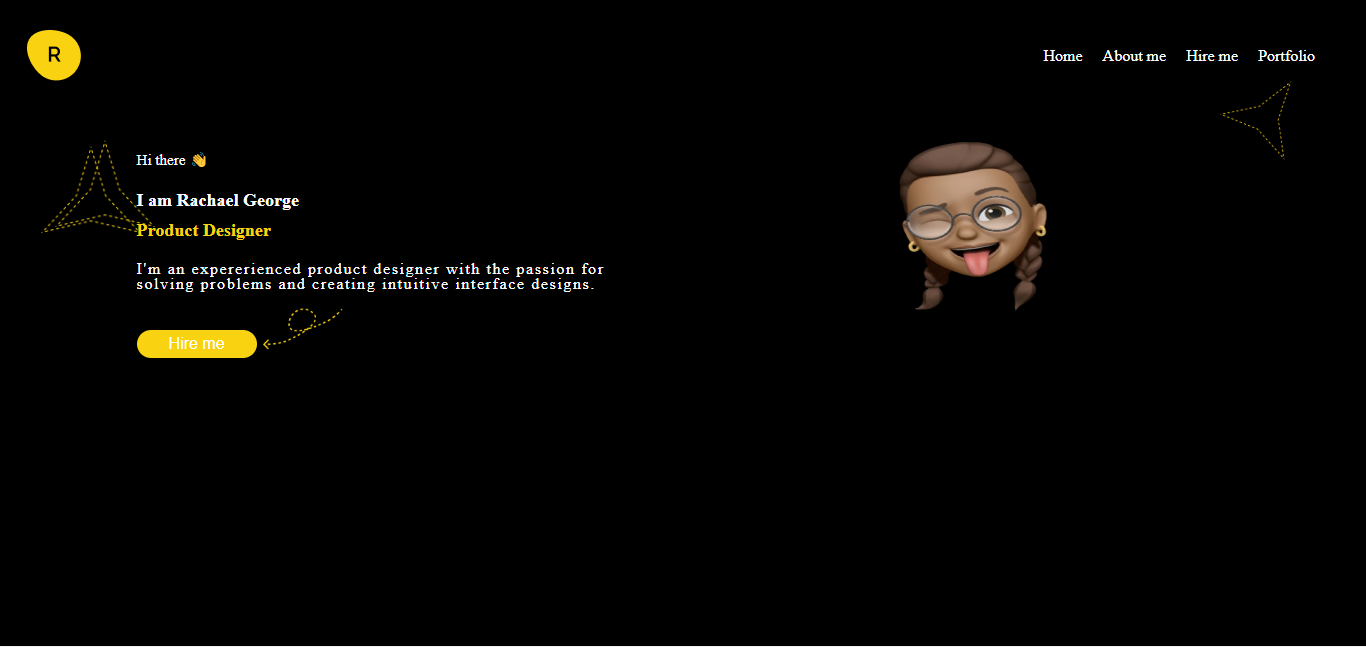 R
Home About me Hire me Portfolio
Hi there 👋
I am Rachael George
Product Designer
I'm an expererienced product designer with the passion for
solving problems and creating intuitive interface designs.
Hire me